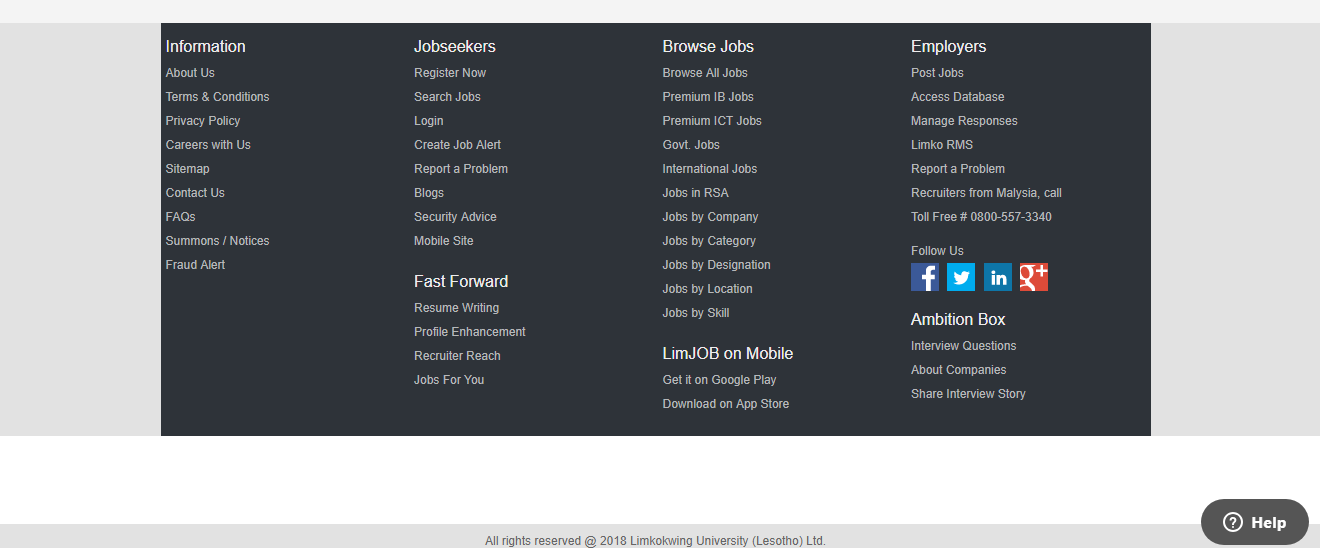 Information
About Us
Terms & Conditions
Privacy Policy
Careers with Us
Sitemap
Contact Us
FAQs
Summons / Notices
Fraud Alert
Jobseekers
Register Now
Search Jobs
Login
Create Job Alert
Report a Problem
Blogs
Security Advice
Mobile Site
Fast Forward
Resume Writing
Profile Enhancement
Recruiter Reach
Jobs For You
Browse Jobs
Browse All Jobs
Premium IB Jobs
Premium ICT Jobs
Govt. Jobs
International Jobs
Jobs in RSA
Jobs by Company
Jobs by Category
Jobs by Designation
Jobs by Location
Jobs by Skill
LimJOB on Mobile
Get it on Google Play
Download on App Store
Employers
Post Jobs
Access Database
Manage Responses
Limko RMS
Report a Problem
Recruiters from Malysia, call
Toll Free # 0800-557-3340
Follow Us
f in g+
Ambition Box
Interview Questions
About Companies
Share Interview Story
? Help
All rights reserved @ 2018 Limkokwing University (Lesotho) Ltd.